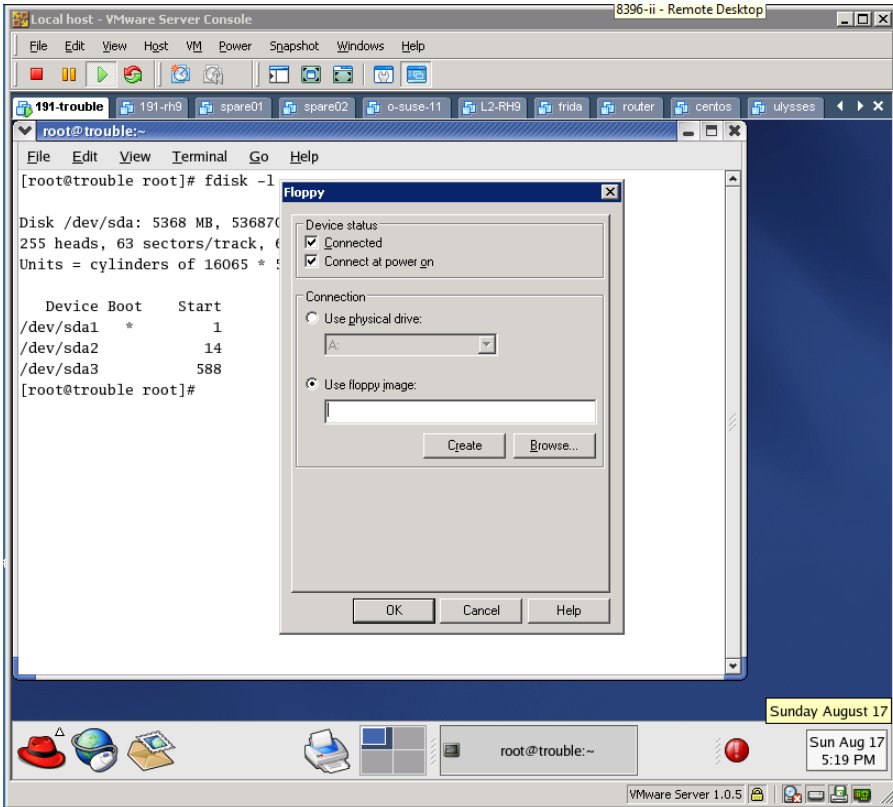 8396-ii - Remote Desktop
Local host - VMware Server Console
File Edit View Host VM Power Snapshot Windows Help
191-trouble 191-rh9 spare01 spare02 o-suse-11 L2-RH9 frida router centos ulysses
root@trouble:~
File Edit View Terminal Go Help
[root@trouble root]# fdisk -l
Disk /dev/sda: 5368 MB, 536870
255 heads, 63 sectors/track, 6
Units = cylinders of 16065 * 5
Device Boot Start
/dev/sda1 * 1
/dev/sda2 14
/dev/sda3 588
[root@trouble root]#
Floppy
Device status
Connected
Connect at power on
Connection
Use physical drive:
A:
Use floppy image:
Create Browse...
OK Cancel Help
Sunday August 17
root@trouble:~
Sun Aug 17
5:19 PM
VMware Server 1.0.5